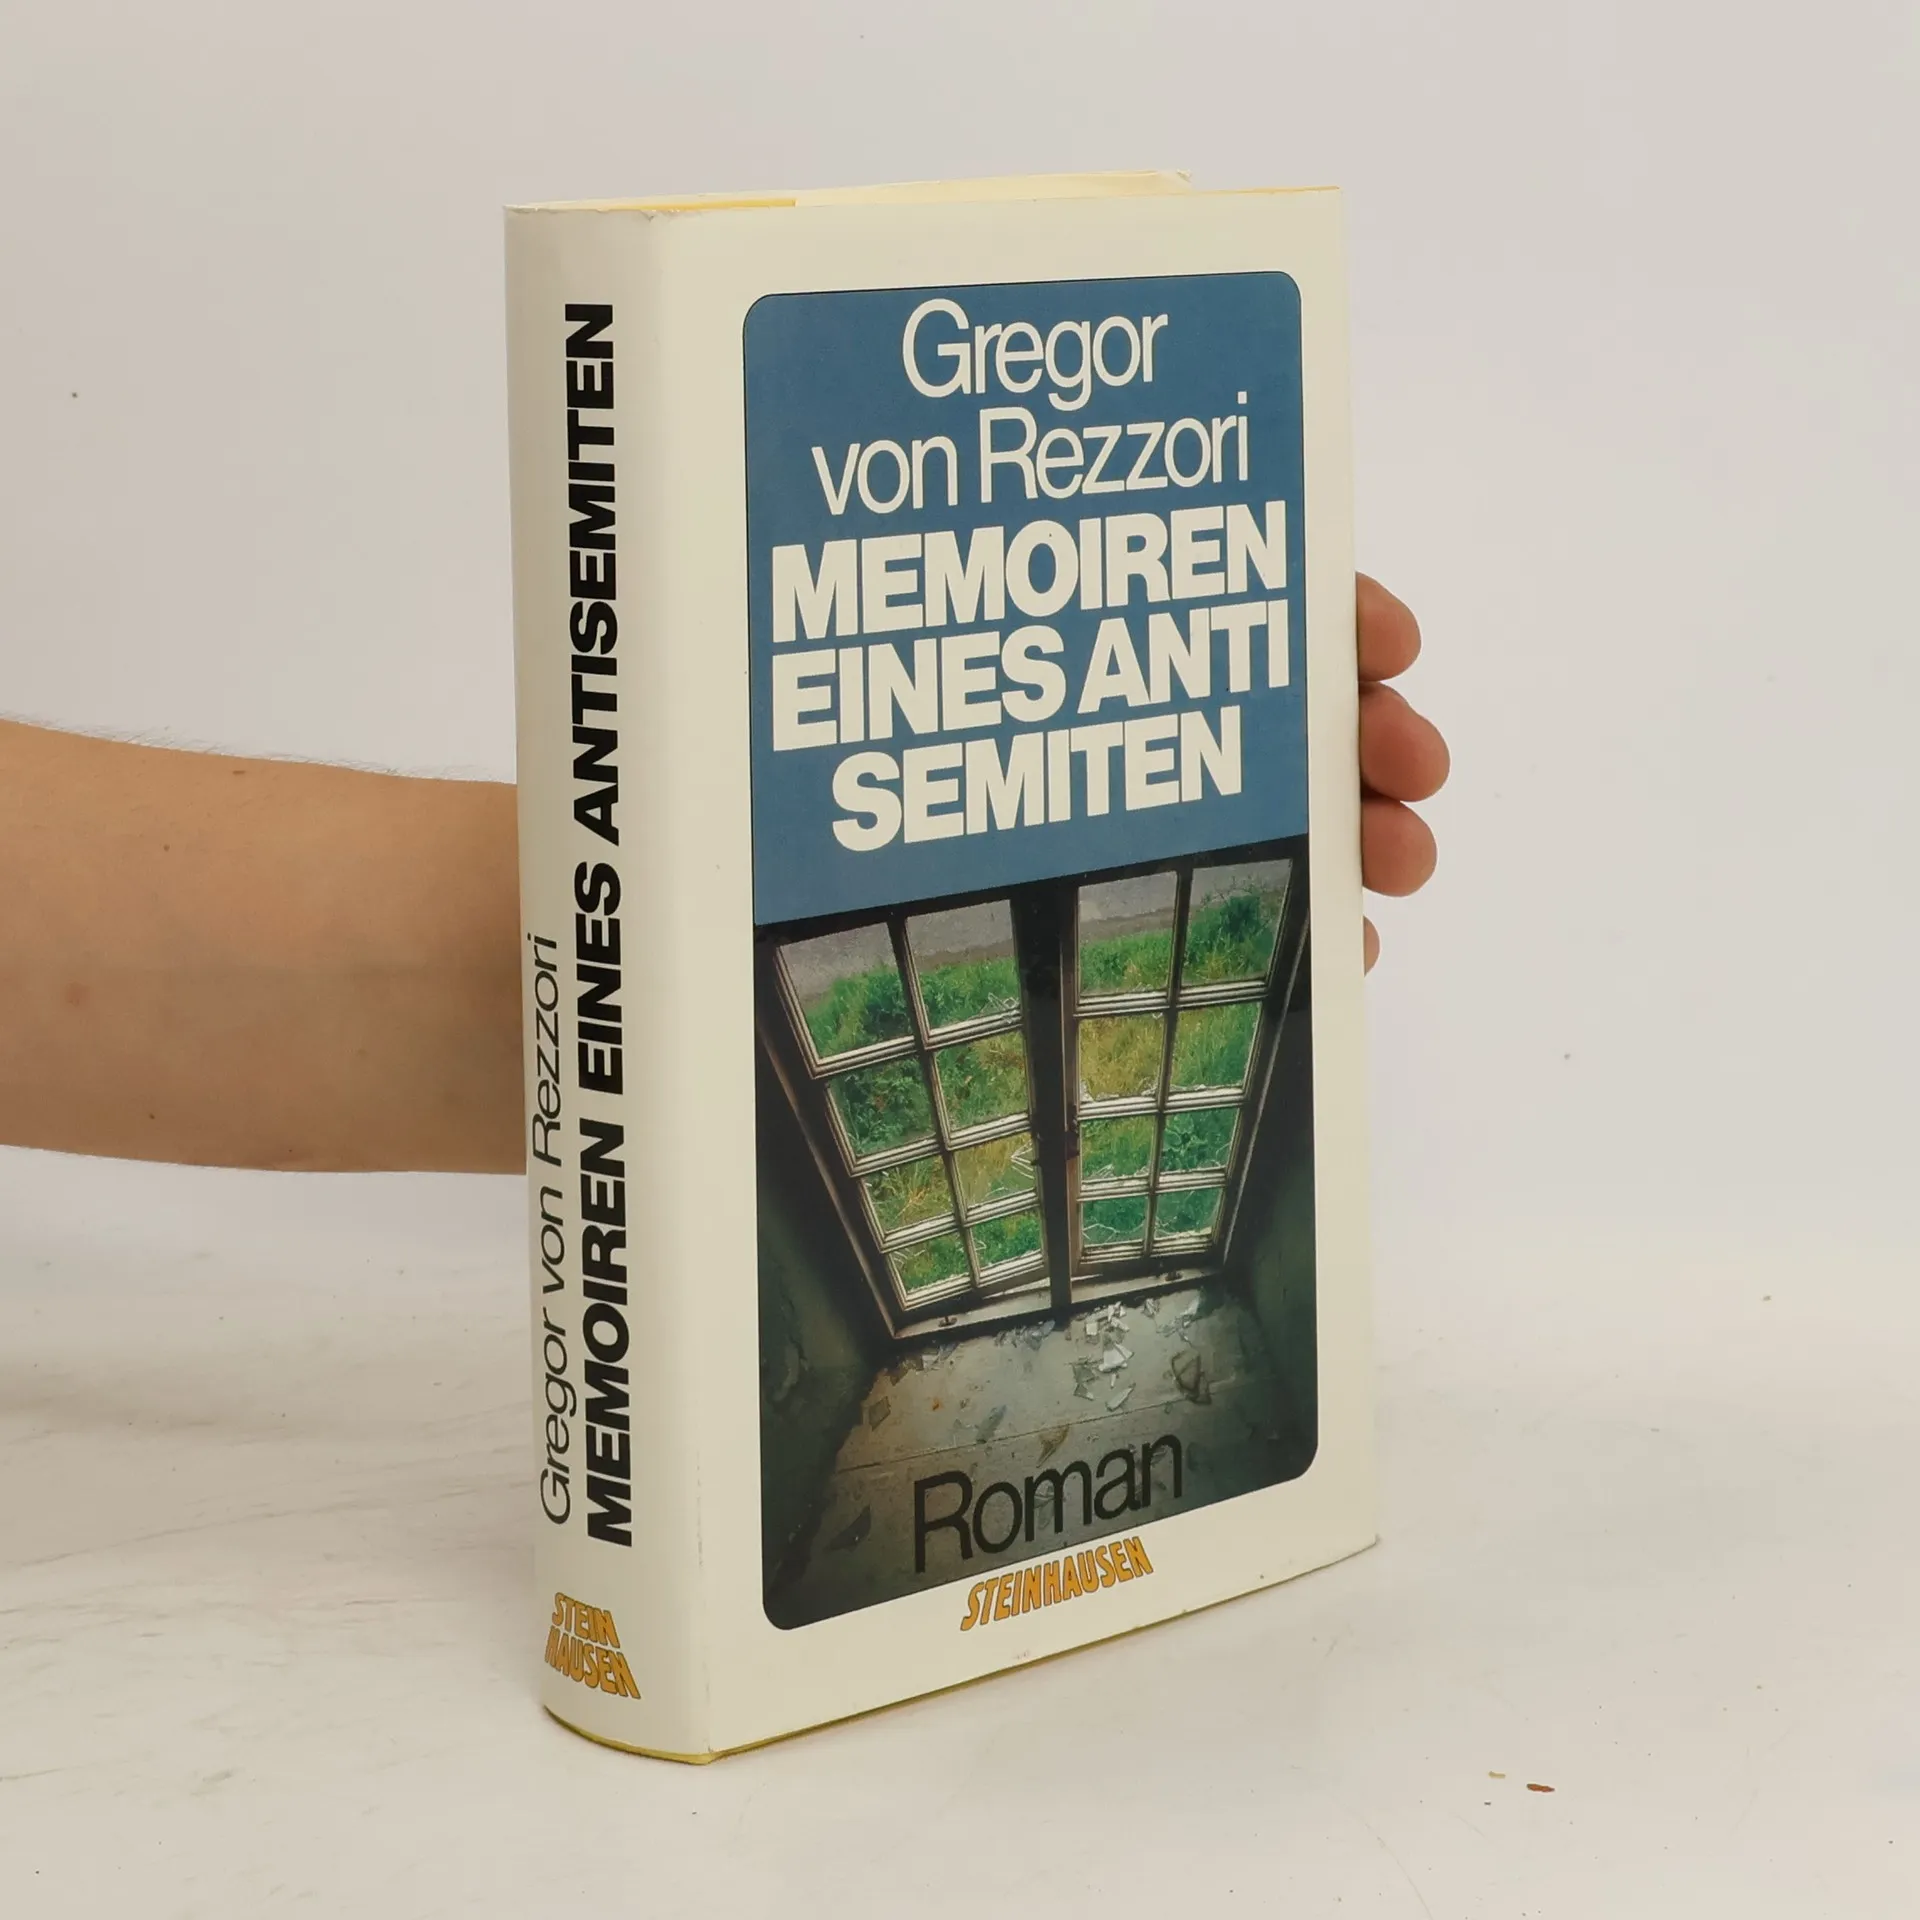 Gregor von Rezzori
MEMOIREN EINES ANTISEMITEN
STEIN
HAUSEN
Gregor
von Rezzori
MEMOIREN
EINES ANTI
SEMITEN
Roman
STEINHAUSEN